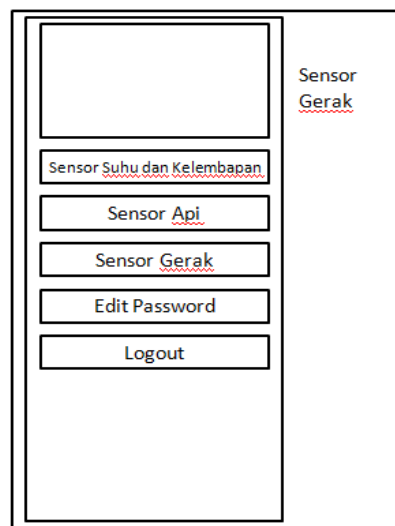 Sensor Suhu dan Kelembapan
Sensor Api
Sensor Gerak
Edit Password
Logout
Sensor
Gerak